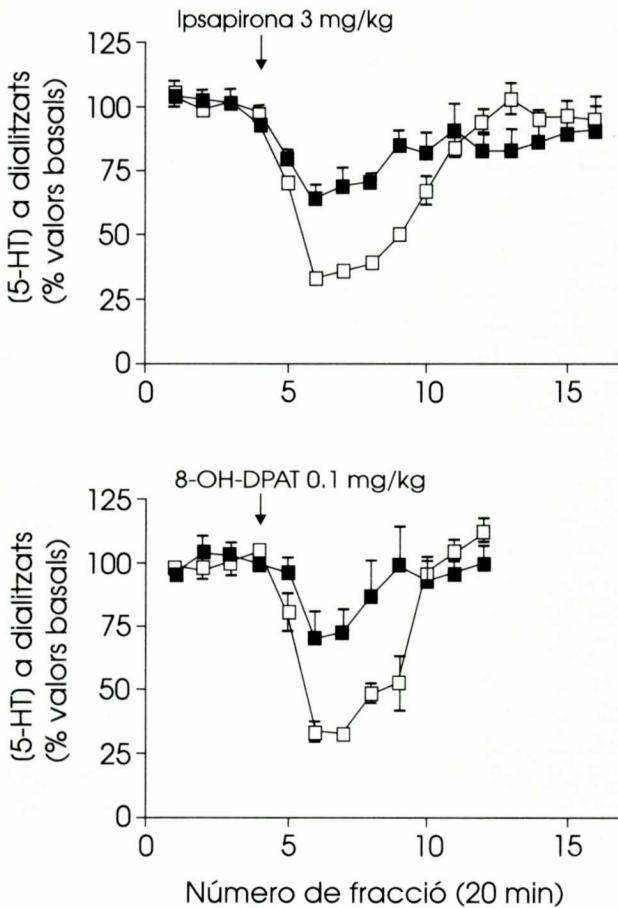 Ipsapirona 3 mg/kg
(5-HT) a dialitzats
(% valors basals)
125
100
75
50
25
0
0
5
10
15
8-OH-DPAT 0.1 mg/kg
(5-HT) a dialitzats
(% valors basals)
125
100
75
50
25
0
0
5
10
15
Número de fracció (20 min)